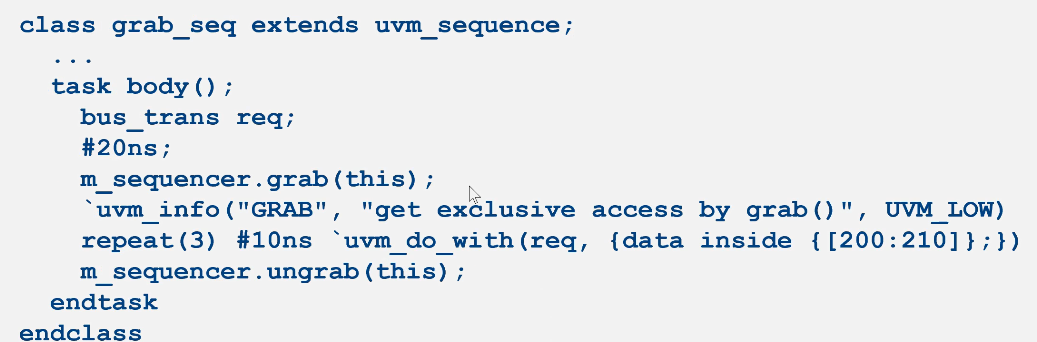 class grab_seq extends uvm_sequence;
...
task body();
bus_trans req;
#20ns;
m_sequencer.grab(this);
`uvm_info("GRAB", "get exclusive access by grab()", UVM_LOW)
repeat(3) #10ns `uvm_do_with(req, {data inside {[200:210]};})
m_sequencer.ungrab(this);
endtask
endclass